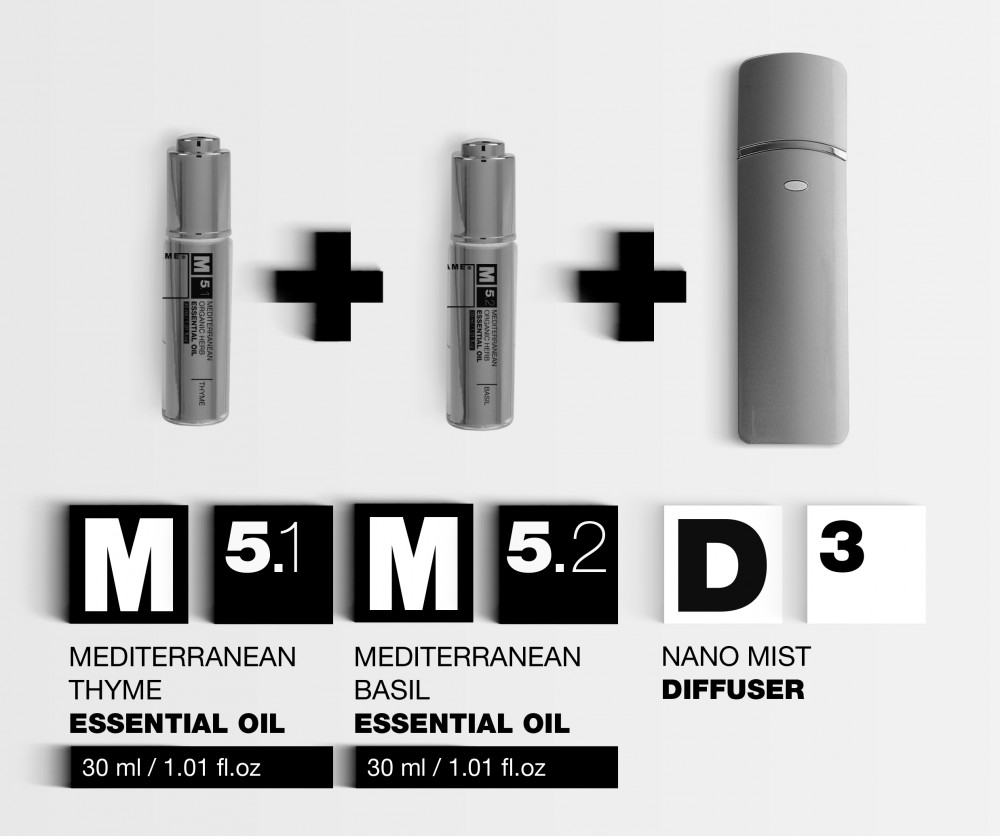 AME®
M
5.1
MEDITERRANEAN
ORGANIC HERB
ESSENTIAL OIL
THYME
AME®
M
5.2
MEDITERRANEAN
ORGANIC HERB
ESSENTIAL OIL
BASIL
M 5.1
MEDITERRANEAN
THYME
ESSENTIAL OIL
30 ml / 1.01 fl.oz
M 5.2
MEDITERRANEAN
BASIL
ESSENTIAL OIL
30 ml / 1.01 fl.oz
D 3
NANO MIST
DIFFUSER